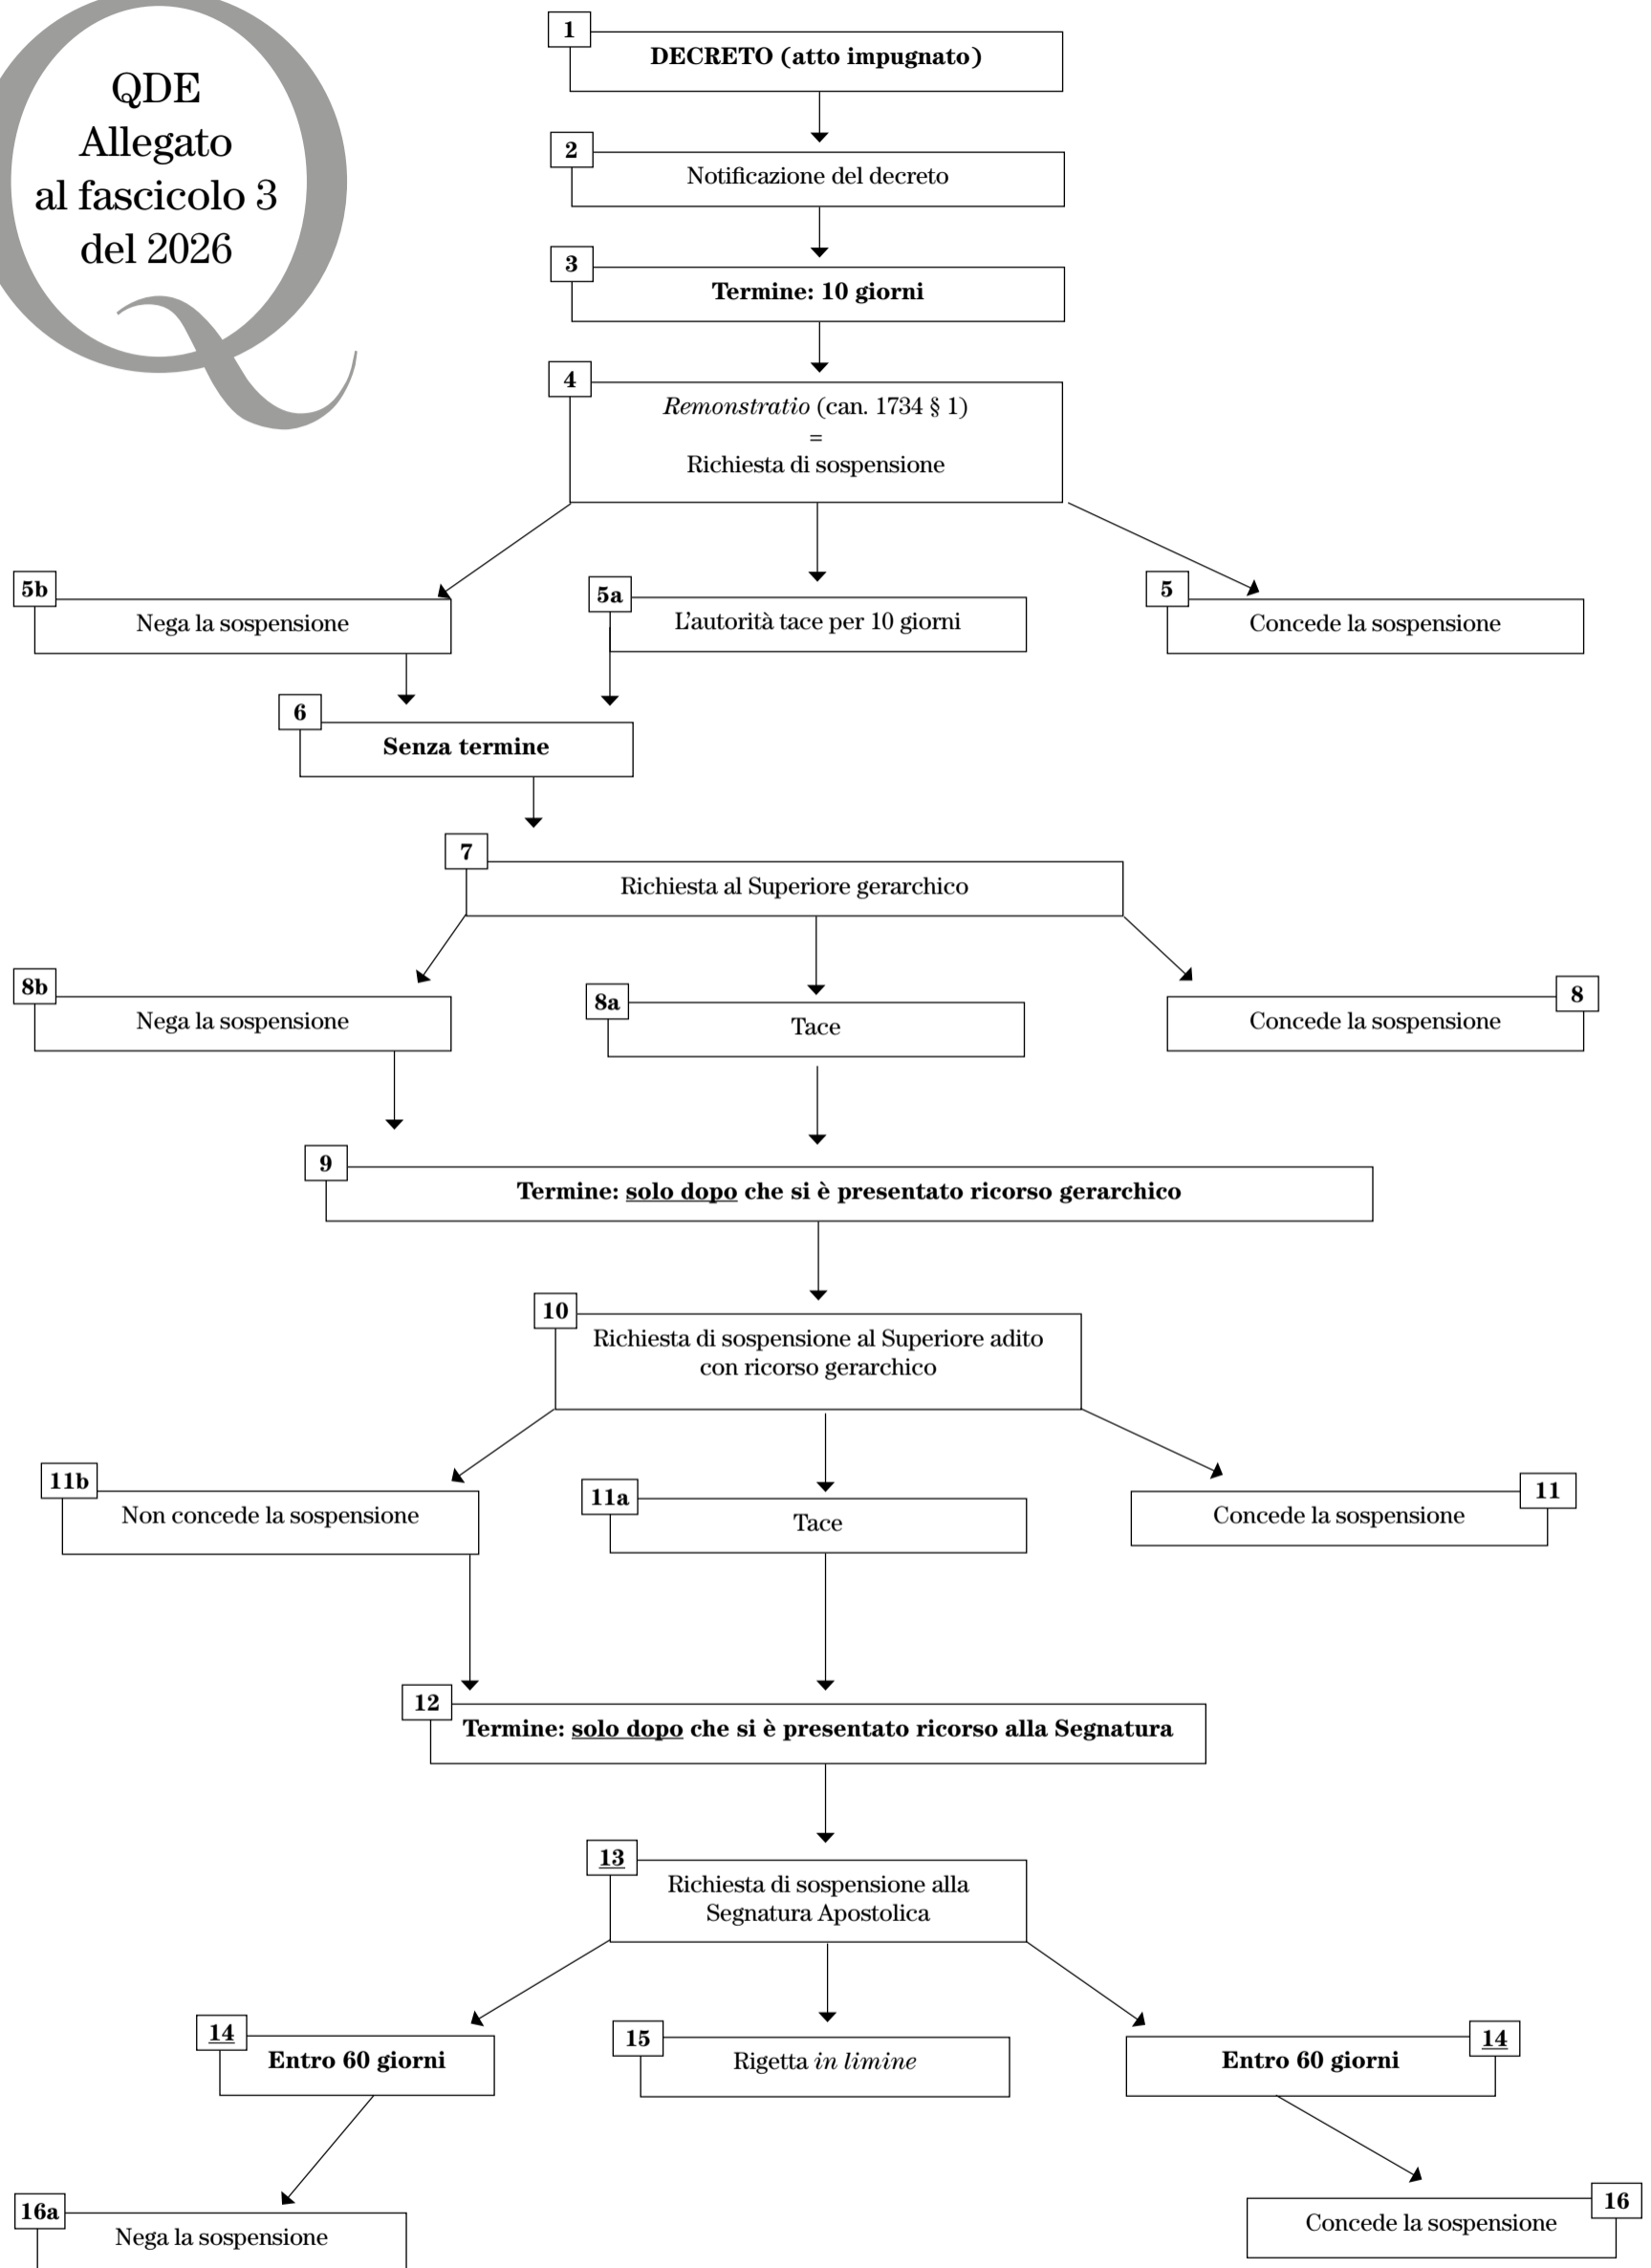 QDE
Allegato
al fascicolo 3
del 2026
1
DECRETO (atto impugnato)
2
Notificazione del decreto
3
Termine: 10 giorni
4
Remonstratio (can. 1734 § 1)
=
Richiesta di sospensione
5b
Nega la sospensione
5a
L'autorità tace per 10 giorni
5
Concede la sospensione
6
Senza termine
7
Richiesta al Superiore gerarchico
8b
Nega la sospensione
8a
Tace
8
Concede la sospensione
9
Termine: solo dopo che si è presentato ricorso gerarchico
10
Richiesta di sospensione al Superiore adito
con ricorso gerarchico
11b
Non concede la sospensione
11a
Tace
11
Concede la sospensione
12
Termine: solo dopo che si è presentato ricorso alla Segnatura
13
Richiesta di sospensione alla
Segnatura Apostolica
14
Entro 60 giorni
15
Rigetta in limine
14
Entro 60 giorni
16a
Nega la sospensione
16
Concede la sospensione